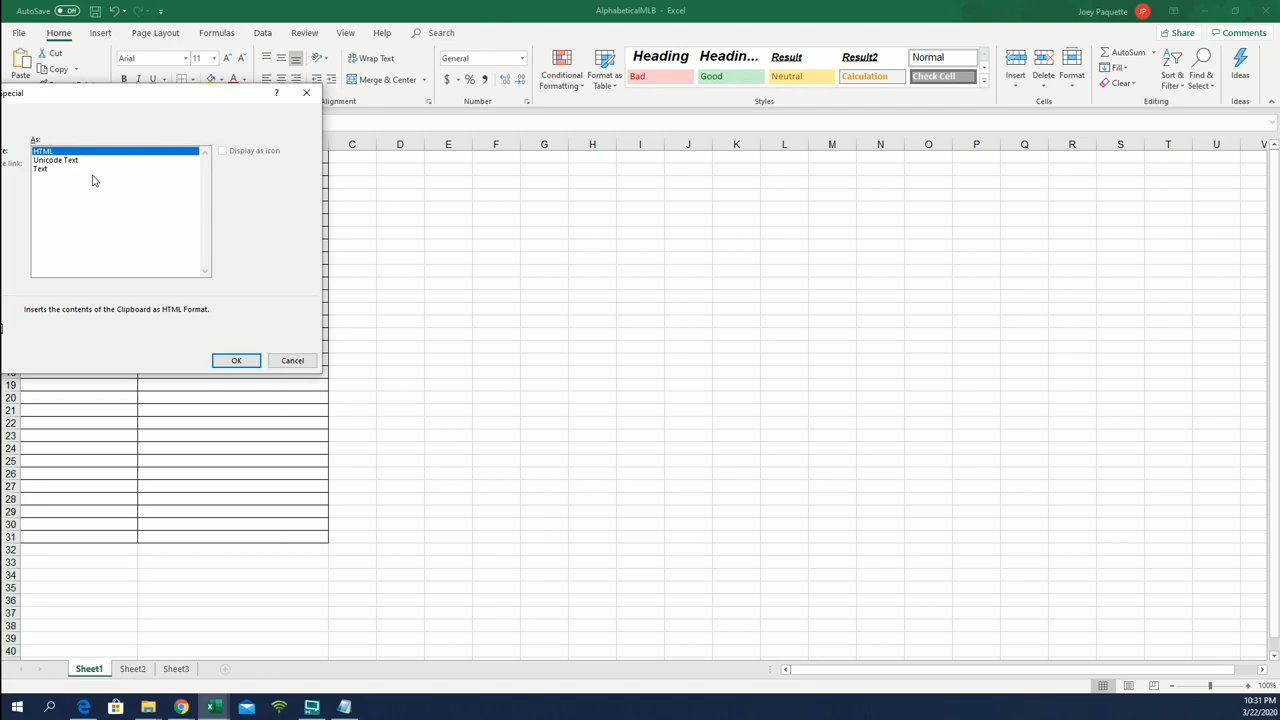 AutoSave Off AlphabeticalMLB - Excel Joey Paquette JP
File Home Insert Page Layout Formulas Data Review View Help Search Share Comments
Cut
Copy
Paste
Arial 11 A A
B I U A
Wrap Text
Merge & Center
General
$ % ,
Conditional Formatting
Format as Table
Heading Headin... Result Result2 Normal
Bad Good Neutral Calculation Check Cell
Insert Delete Format
AutoSum
Fill
Clear
Sort & Filter
Find & Select
Ideas
Alignment Number Styles Cells Editing Ideas
Special ? ×
As:
ce:
e link:
HTML
Unicode Text
Text
Display as icon
Inserts the contents of the Clipboard as HTML Format.
OK Cancel
C D E F G H I J K L M N O P Q R S T U V
18
19
20
21
22
23
24
25
26
27
28
29
30
31
32
33
34
35
36
37
38
39
40
Sheet1 Sheet2 Sheet3
100%
10:31 PM
3/22/2020